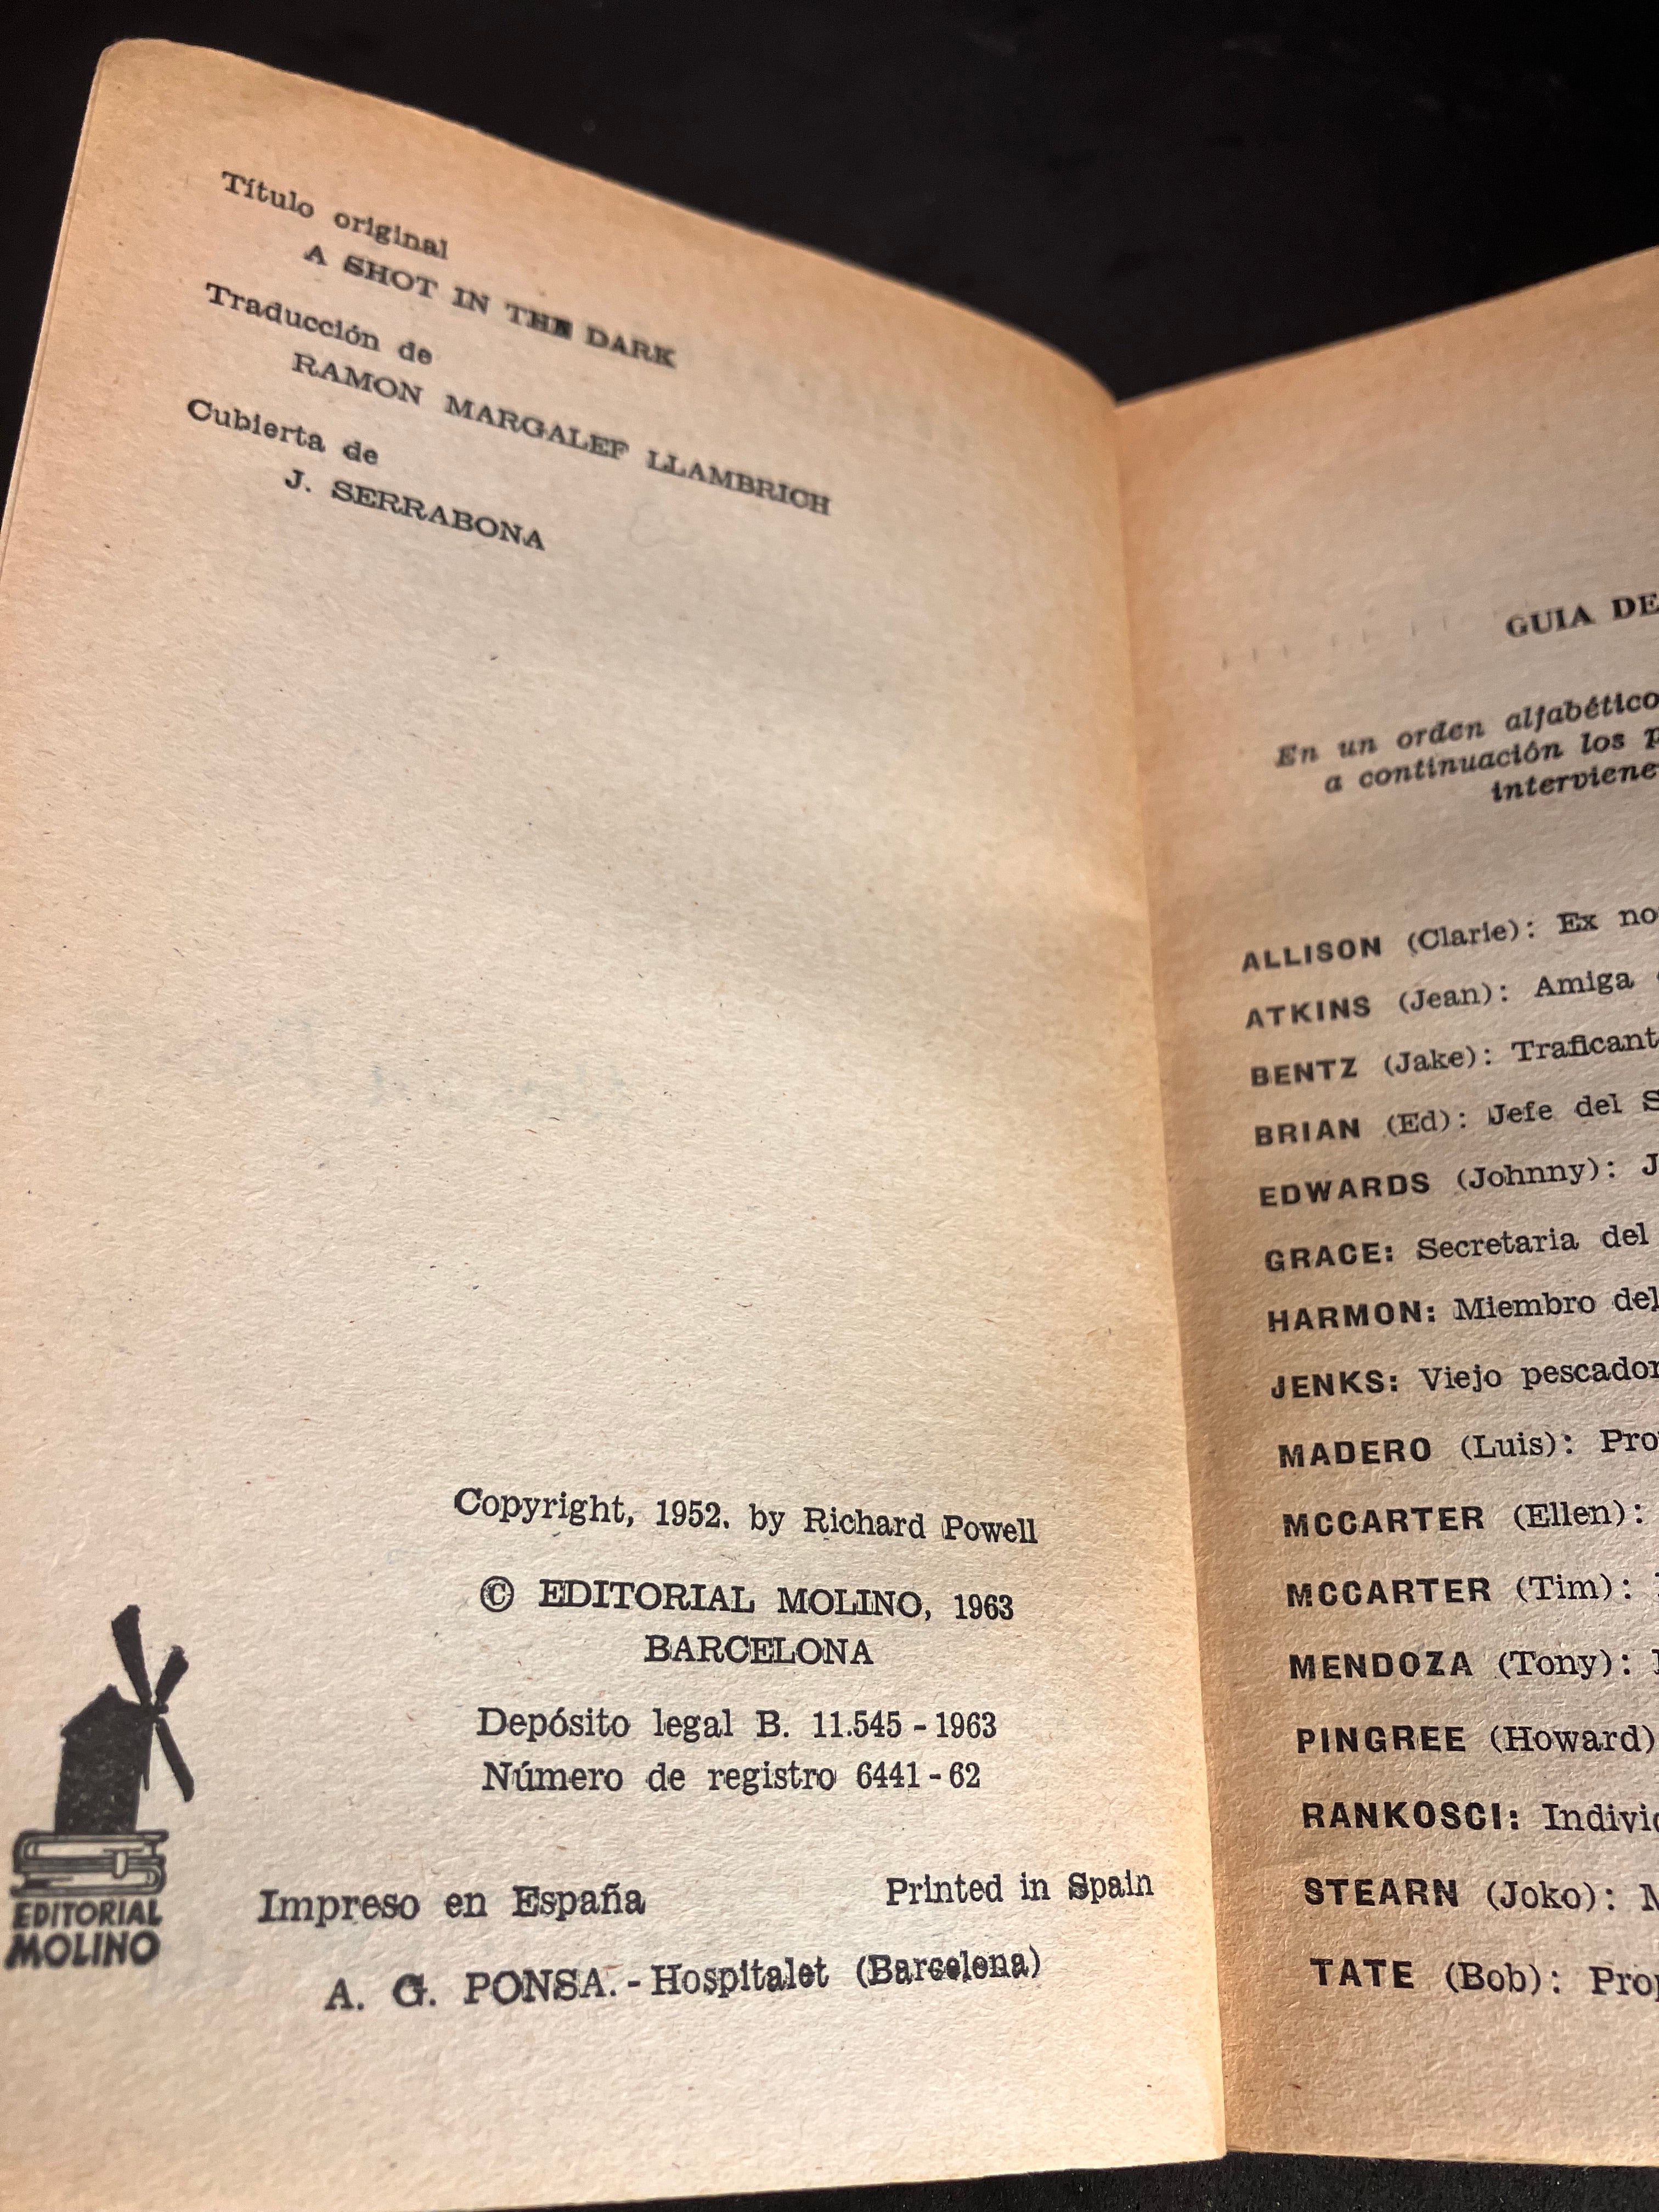 Título original
A SHOT IN THE DARK
Traducción de
RAMON MARGALEF LLAMBRICH
Cubierta de
J. SERRABONA
Copyright, 1952. by Richard Powell
© EDITORIAL MOLINO, 1963
BARCELONA
Depósito legal B. 11.545 - 1963
Número de registro 6441 - 62
EDITORIAL
MOLINO
Impreso en España Printed in Spain
A. G. PONSA. - Hospitalet (Barcelona)
GUIA DE
En un orden alfabético
a continuación los
ALLISON (Clarie): Ex
ATKINS (Jean): Amiga
BENTZ (Jake):
BRIAN (Ed): Jefe del
EDWARDS (Johnny):
GRACE: Secretaria del
HARMON: Miembro del
JENKS: Viejo pescador
MADERO (Luis):
MCCARTER (Ellen):
MCCARTER (Tim):
MENDOZA (Tony):
PINGREE (Howard)
RANKOSCI:
STEARN (Joko):
TATE (Bob):